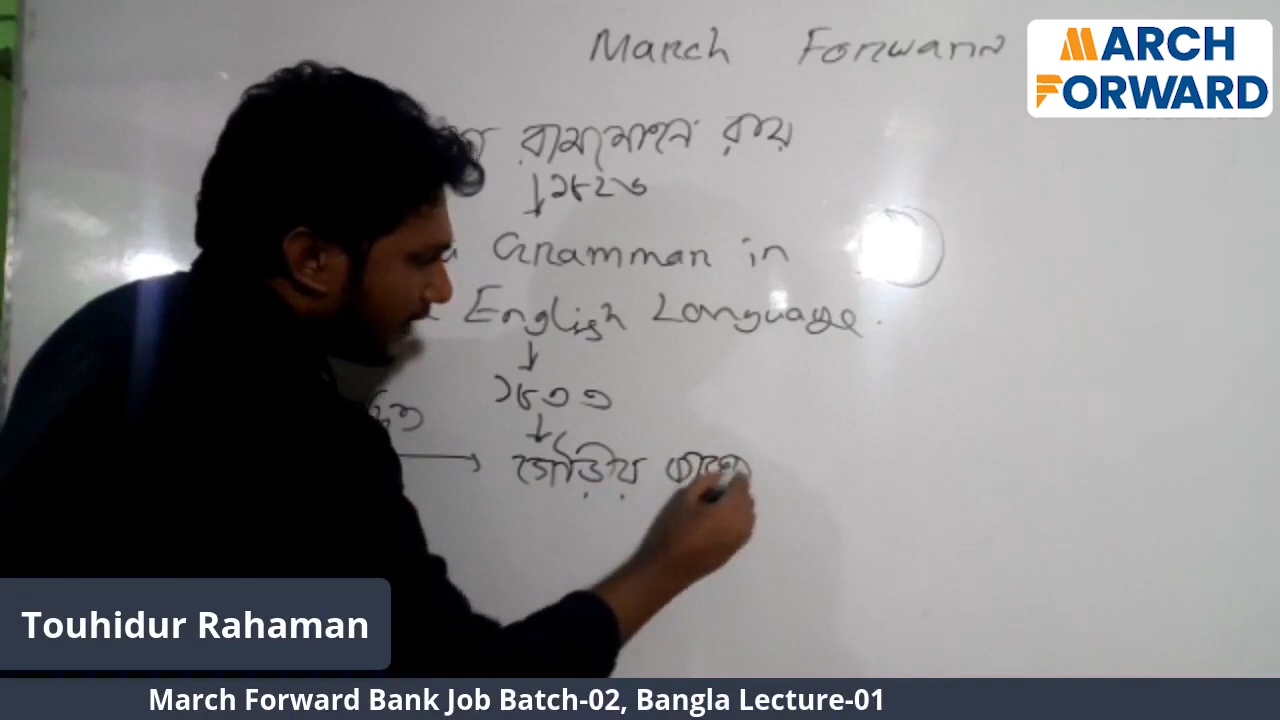 March Forward
MARCH
FORWARD
রামমোহন রায়
↓১৮২৬
Grammar in
English Language.
↓
১৮৩৩
↓
→ গৌড়ীয়
Touhidur Rahaman
March Forward Bank Job Batch-02, Bangla Lecture-01